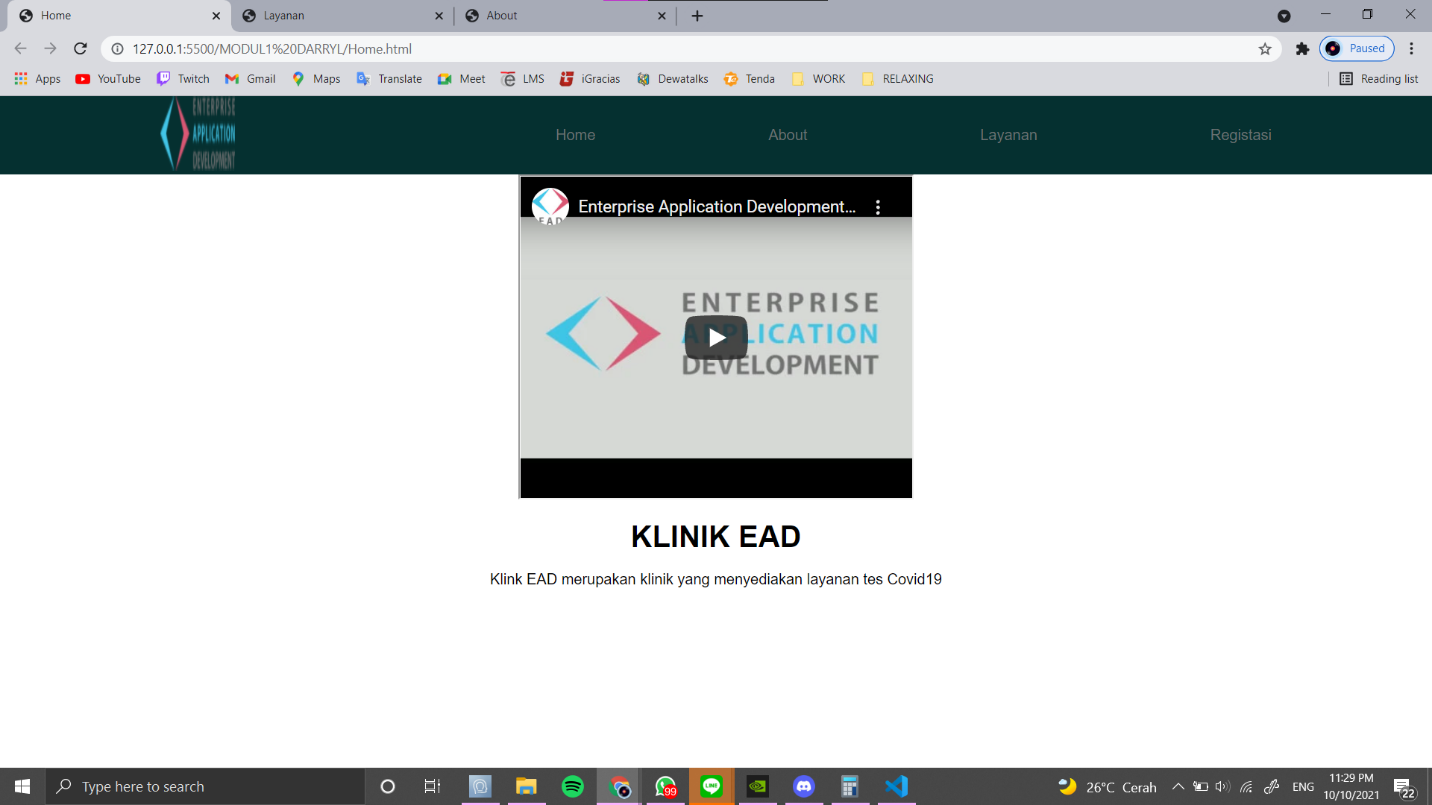 Home
Layanan
About
127.0.0.1:5500/MODUL1%20DARRYL/Home.html
Paused
Apps
YouTube
Twitch
Gmail
Maps
Translate
Meet
LMS
iGracias
Dewatalks
Tenda
WORK
RELAXING
Reading list
ENTERPRISE
APPLICATION
DEVELOPMENT
Home
About
Layanan
Registasi
EAD
Enterprise Application Development...
ENTERPRISE
APPLICATION
DEVELOPMENT
KLINIK EAD
Klink EAD merupakan klinik yang menyediakan layanan tes Covid19
Type here to search
99
LINE
26°C Cerah
ENG
11:29 PM
10/10/2021
22